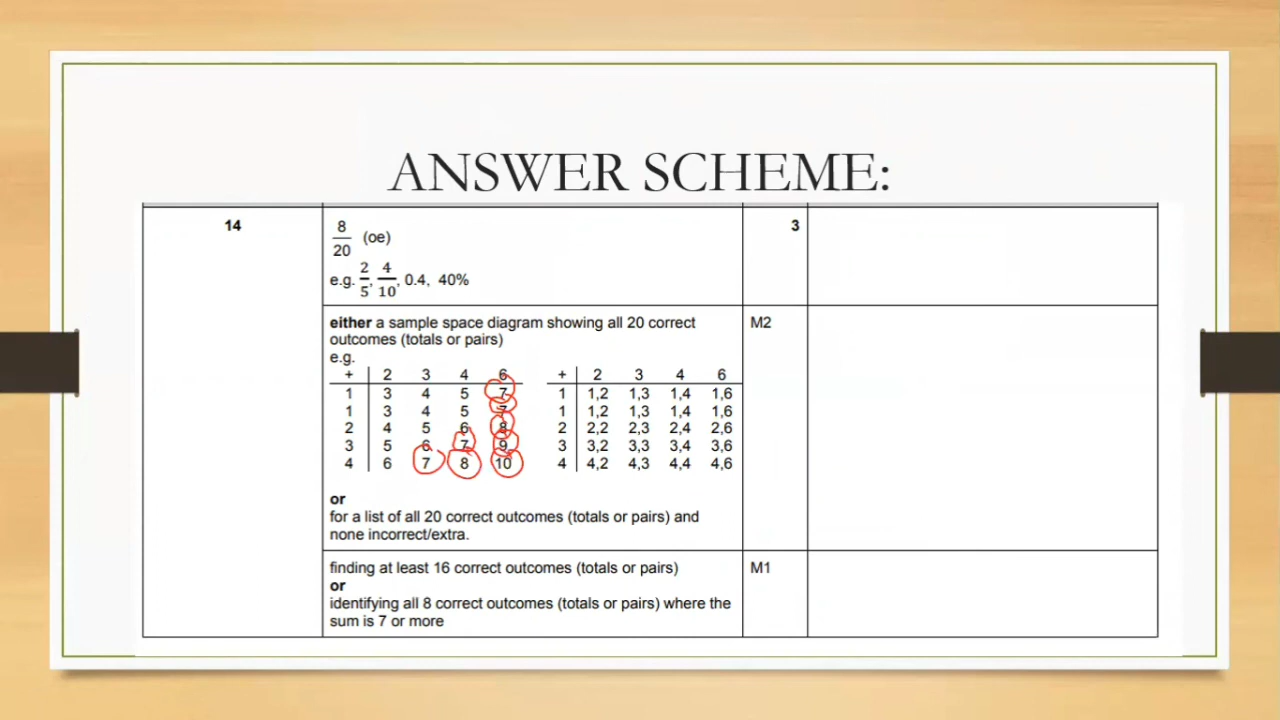 ANSWER SCHEME:
14
8/20 (oe)
3
e.g. 2/5, 4/10, 0.4, 40%
either a sample space diagram showing all 20 correct
M2
outcomes (totals or pairs)
e.g.
+ 2 3 4 6
1 3 4 5 7
1 3 4 5 7
2 4 5 6 8
3 5 6 7 9
4 6 7 8 10
+ 2 3 4 6
1 1,2 1,3 1,4 1,6
1 1,2 1,3 1,4 1,6
2 2,2 2,3 2,4 2,6
3 3,2 3,3 3,4 3,6
4 4,2 4,3 4,4 4,6
or
for a list of all 20 correct outcomes (totals or pairs) and
none incorrect/extra.
finding at least 16 correct outcomes (totals or pairs)
M1
or
identifying all 8 correct outcomes (totals or pairs) where the
sum is 7 or more